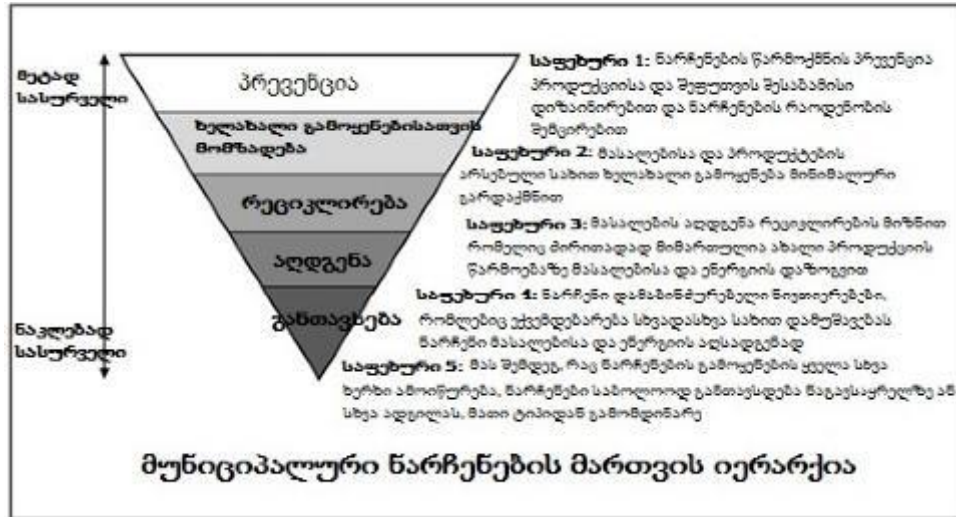 მეტად
სასურველი
პრევენცია
ხელახალი გამოყენებისათვის
მომზადება
რეციკლირება
აღდგენა
განთავსება
ნაკლებად
სასურველი
საფეხური 1: ნარჩენების წარმოქმნის პრევენცია
პროდუქციისა და შეფუთვის შესაბამისი
დიზაინირებით და ნარჩენების რაოდენობის
შემცირებით
საფეხური 2: მასალებისა და პროდუქტების
არსებული სახით ხელახალი გამოყენება მინიმალური
გარდაქმნით
საფეხური 3: მასალების აღდგენა რეციკლირების მიზნით
რომელიც ძირითადად მიმართულია ახალი პროდუქციის
წარმოებაზე მასალებისა და ენერგიის დაზოგვით
საფეხური 4: ნარჩენი დამაბინძურებელი ნივთიერებები,
რომლებიც ექვემდებარება სხვადასხვა სახით დამუშავებას
ნარჩენი მასალებისა და ენერგიის აღსადგენად
საფეხური 5: მას შემდეგ, რაც ნარჩენების გამოყენების ყველა სხვა
ხერხი ამოიწურება, ნარჩენები საბოლოოდ განთავსდება ნაგავსაყრელზე ან
სხვა ადგილას, მათი ტიპიდან გამომდინარე
მუნიციპალური ნარჩენების მართვის იერარქია